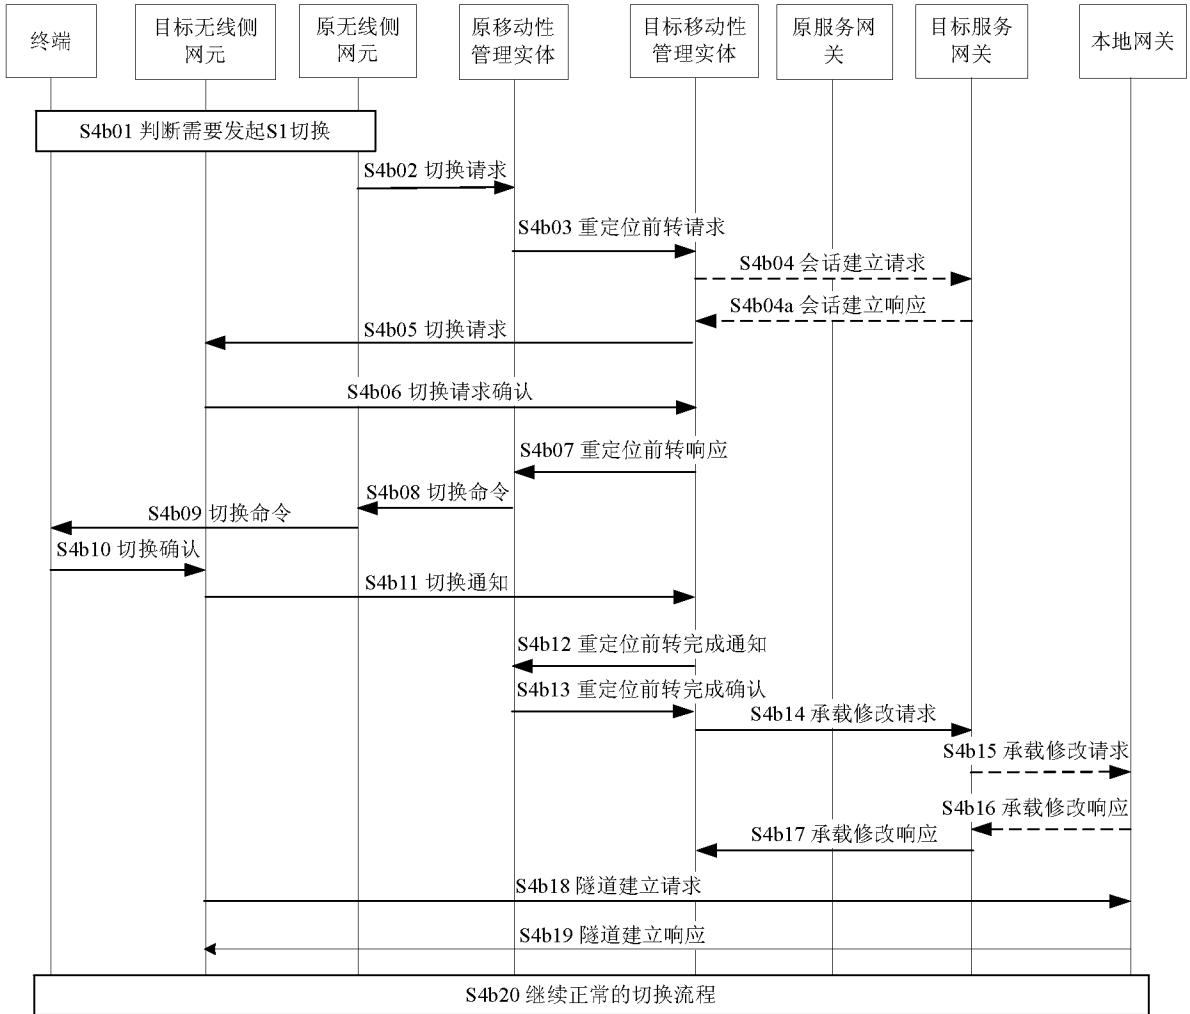 终端
目标无线侧
网元
原无线侧
网元
原移动性
管理实体
目标移动性
管理实体
原服务网
关
目标服务
网关
本地网关
S4b01 判断需要发起S1切换
S4b02 切换请求
S4b03 重定位前转请求
S4b04 会话建立请求
S4b04a 会话建立响应
S4b05 切换请求
S4b06 切换请求确认
S4b07 重定位前转响应
S4b08 切换命令
S4b09 切换命令
S4b10 切换确认
S4b11 切换通知
S4b12 重定位前转完成通知
S4b13 重定位前转完成确认
S4b14 承载修改请求
S4b15 承载修改请求
S4b16 承载修改响应
S4b17 承载修改响应
S4b18 隧道建立请求
S4b19 隧道建立响应
S4b20 继续正常的切换流程